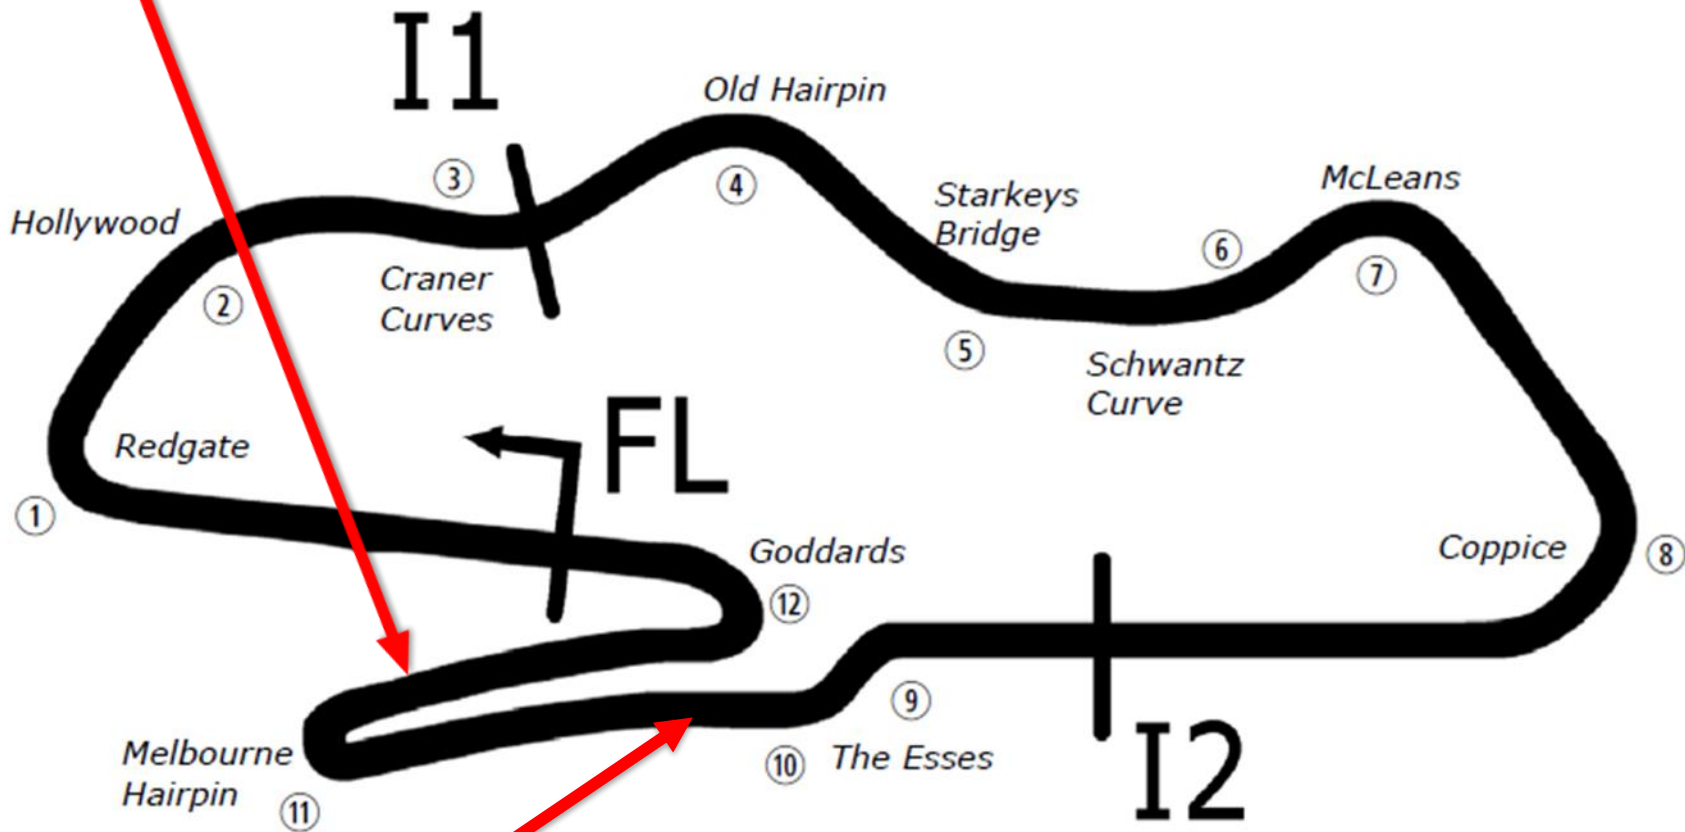 I1
Old Hairpin
③
④
McLeans
Starkeys
Bridge
Hollywood
⑥
⑦
Craner
Curves
②
⑤
Schwantz
Curve
FL
Redgate
①
Goddards
Coppice
⑧
⑫
⑨
Melbourne
Hairpin
⑩
The Esses
I2
⑪